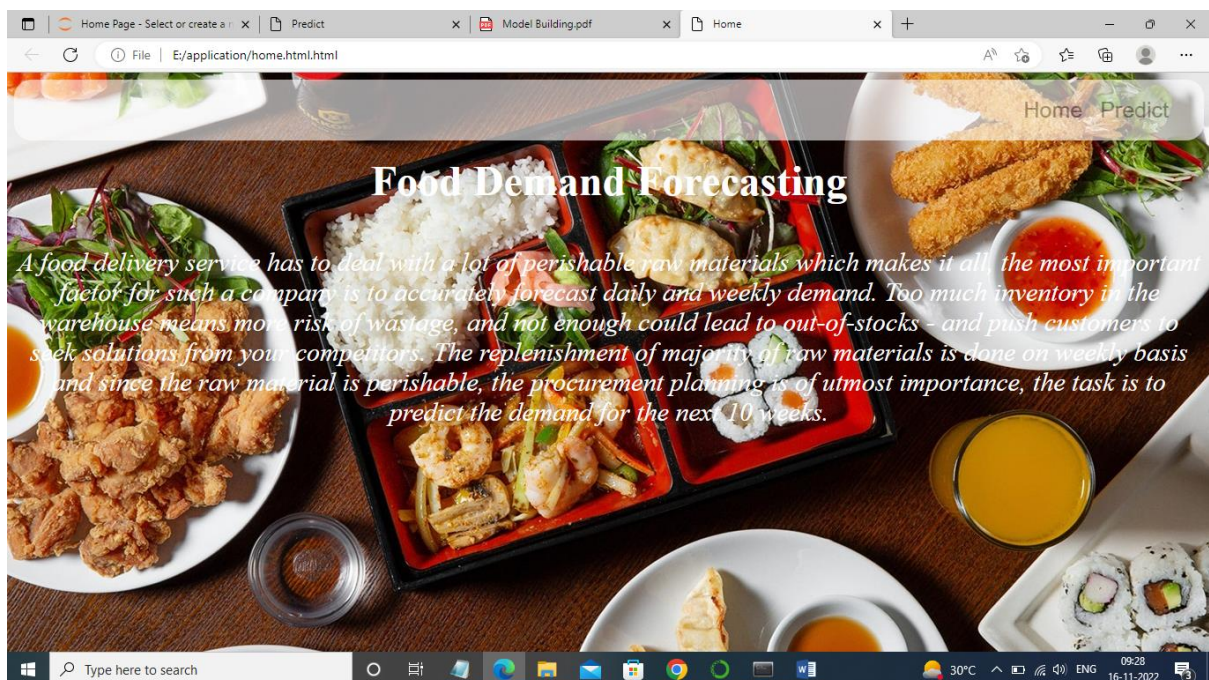 Home Page - Select or create a n
Predict
Model Building.pdf
Home
File
E:/application/home.html.html
Home Predict
Food Demand Forecasting
A food delivery service has to deal with a lot of perishable raw materials which makes it all, the most important
factor for such a company is to accurately forecast daily and weekly demand. Too much inventory in the
warehouse means more risk of wastage, and not enough could lead to out-of-stocks - and push customers to
seek solutions from your competitors. The replenishment of majority of raw materials is done on weekly basis
and since the raw material is perishable, the procurement planning is of utmost importance, the task is to
predict the demand for the next 10 weeks.
Type here to search
30°C
ENG
09:28
16-11-2022
3